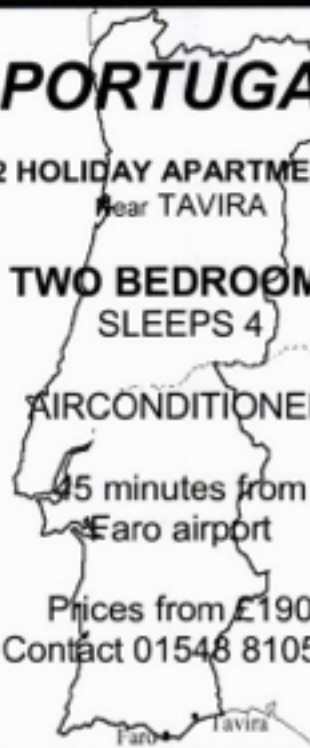 PORTUGA
2 HOLIDAY APARTME
Near TAVIRA
TWO BEDROOM
SLEEPS 4
AIRCONDITIONE
45 minutes from
Faro airport
Prices from £190
Contact 01548 8105
Faro
Tavira